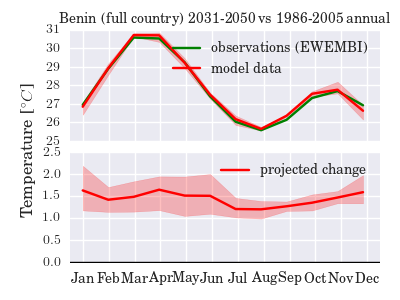 Benin (full country) 2031-2050 vs 1986-2005 annual
Temperature [°C]
31
30
29
28
27
26
25
observations (EWEMBI)
model data
2.5
2.0
1.5
1.0
0.5
0.0
projected change
Jan Feb Mar Apr May Jun Jul Aug Sep Oct Nov Dec